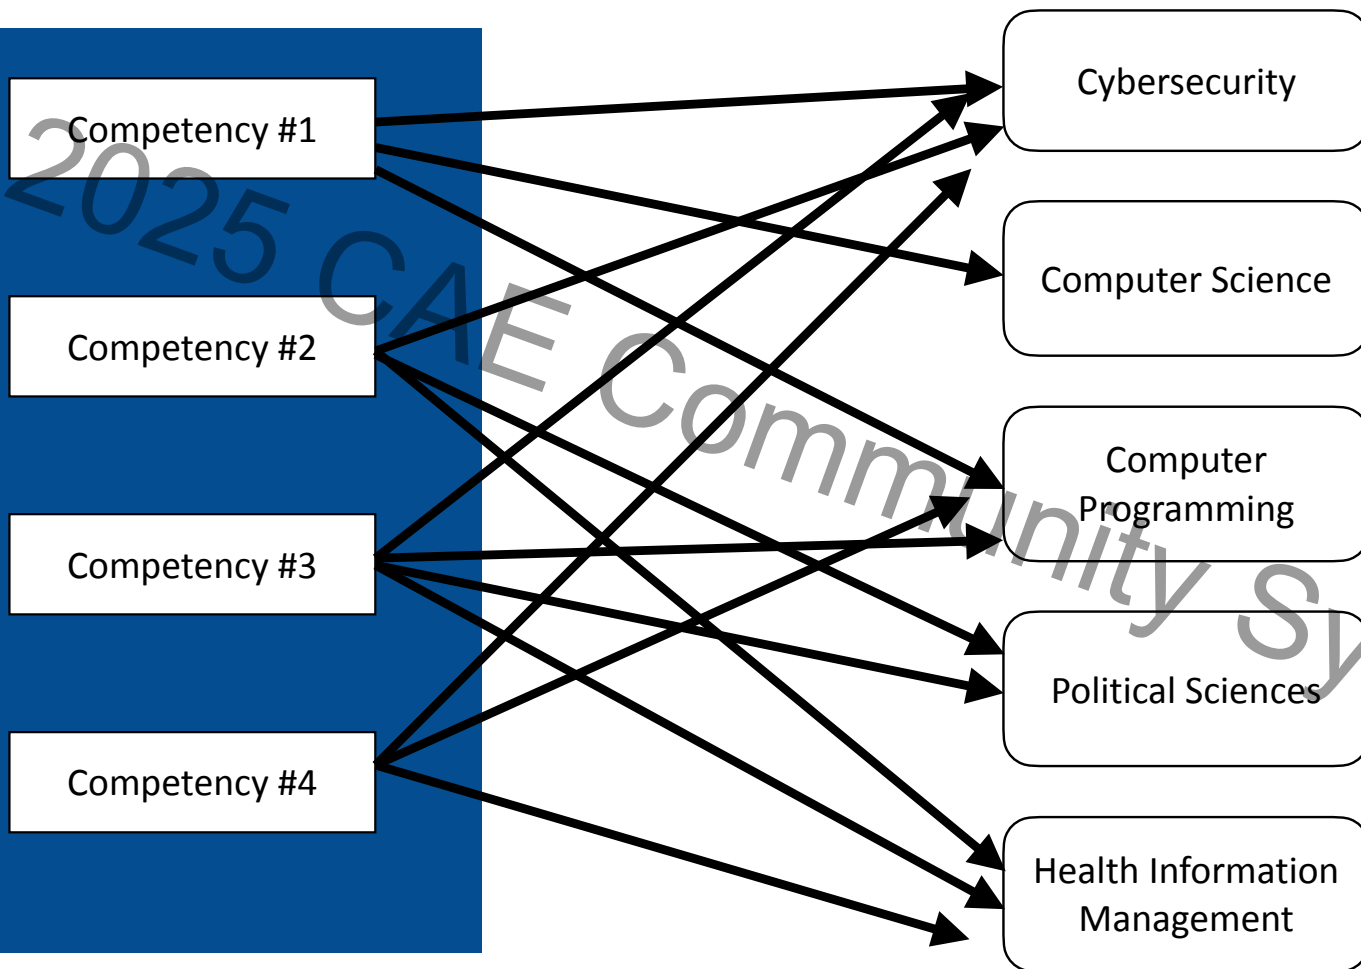 Competency #1
Competency #2
Competency #3
Competency #4
Cybersecurity
Computer Science
Computer
Programming
Political Sciences
Health Information
Management
2025 CAE Community